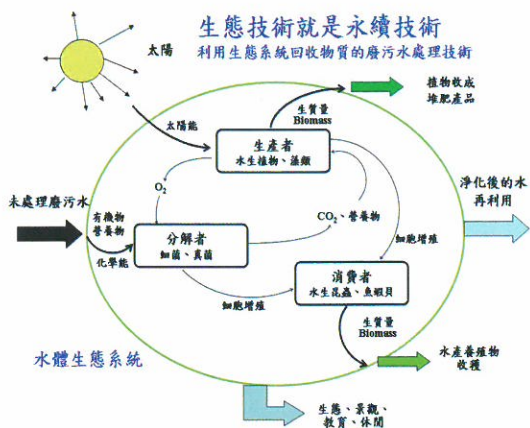 生態技術就是永續技術
利用生態系統回收物質的廢污水處理技術
太陽
太陽能
生質量
Biomass
植物收成
堆肥產品
生產者
水生植物、藻類
O₂
未處理廢污水
有機物
營養物
化學能
分解者
細菌、真菌
CO₂、營養物
細胞增殖
淨化後的水
再利用
消費者
水生昆蟲、魚蝦貝
細胞增殖
生質量
Biomass
水產養殖物
收穫
水體生態系統
生態、景觀、
教育、休閒